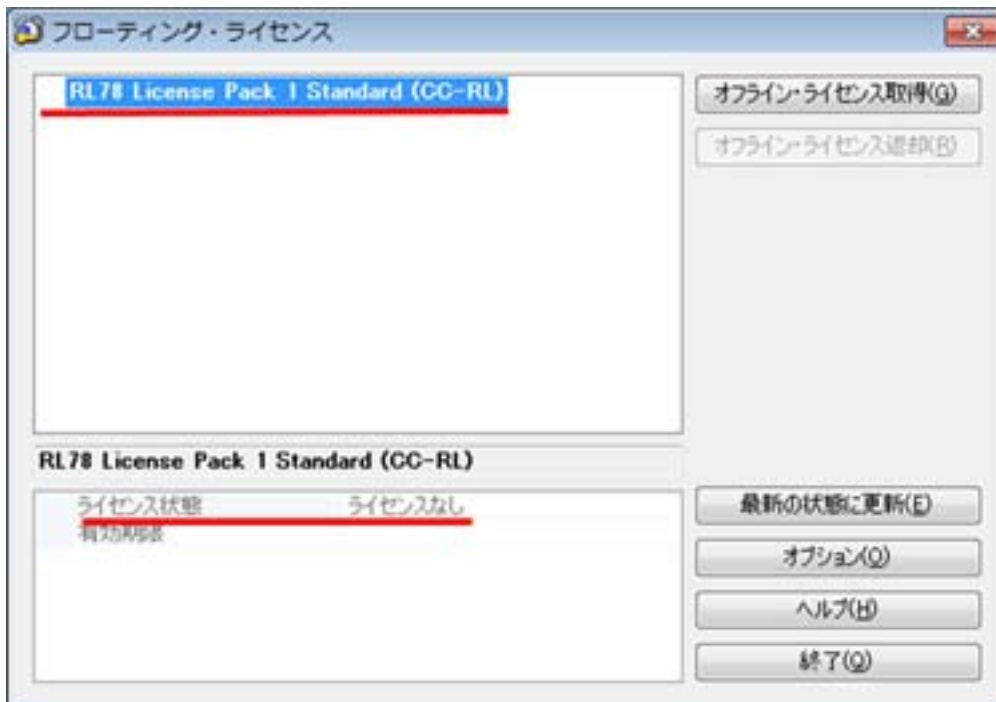 フローティング・ライセンス
RL78 License Pack 1 Standard (CC-RL)
オフライン・ライセンス取得(G)
オフライン・ライセンス返却(R)
RL78 License Pack 1 Standard (CC-RL)
ライセンス状態 ライセンスなし
有効期限
最新の状態に更新(E)
オプション(O)
ヘルプ(H)
終了(Q)